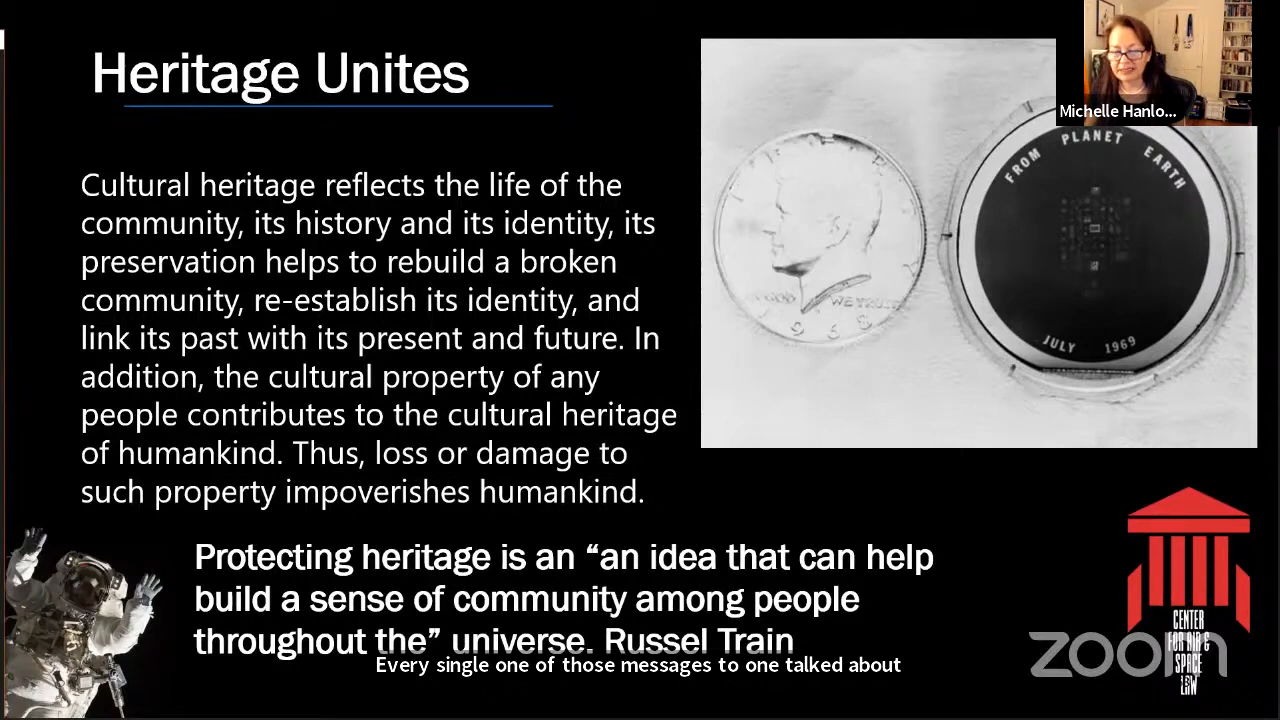 Heritage Unites
Cultural heritage reflects the life of the
community, its history and its identity, its
preservation helps to rebuild a broken
community, re-establish its identity, and
link its past with its present and future. In
addition, the cultural property of any
people contributes to the cultural heritage
of humankind. Thus, loss or damage to
such property impoverishes humankind.
Protecting heritage is an “an idea that can help
build a sense of community among people
throughout the” universe. Russel Train
Every single one of those messages to one talked about
WE TRUST
1968
FROM PLANET EARTH
JULY 1969
Michelle Hanlo...
zoom
CENTER
FOR AIR &
SPACE
LAW